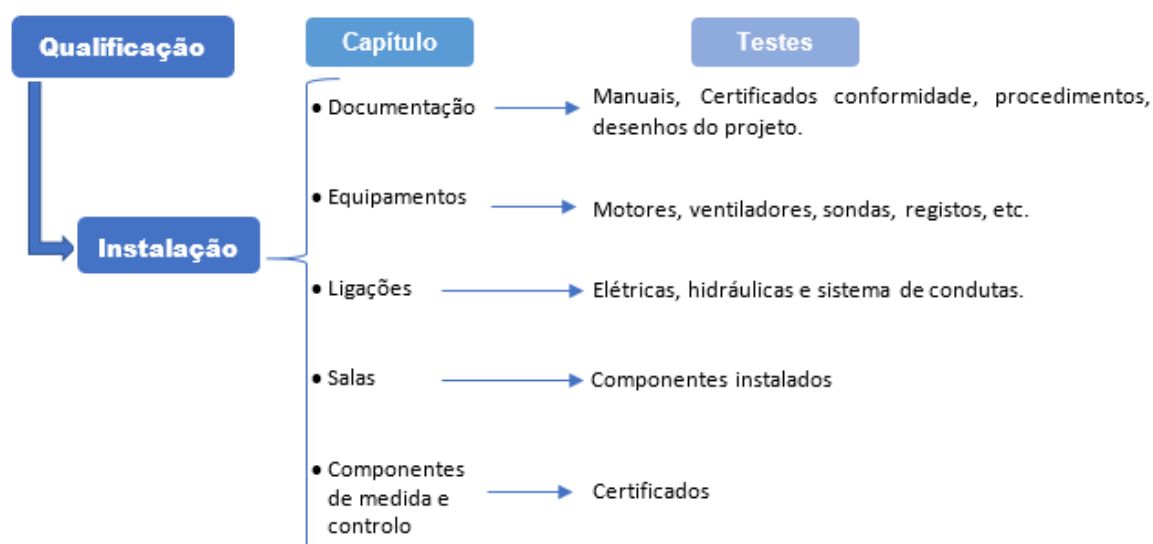 Qualificação
Capítulo
Testes
● Documentação
Manuais, Certificados conformidade, procedimentos,
desenhos do projeto.
● Equipamentos
Motores, ventiladores, sondas, registos, etc.
Instalação
● Ligações
Elétricas, hidráulicas e sistema de condutas.
● Salas
Componentes instalados
● Componentes
de medida e
controlo
Certificados